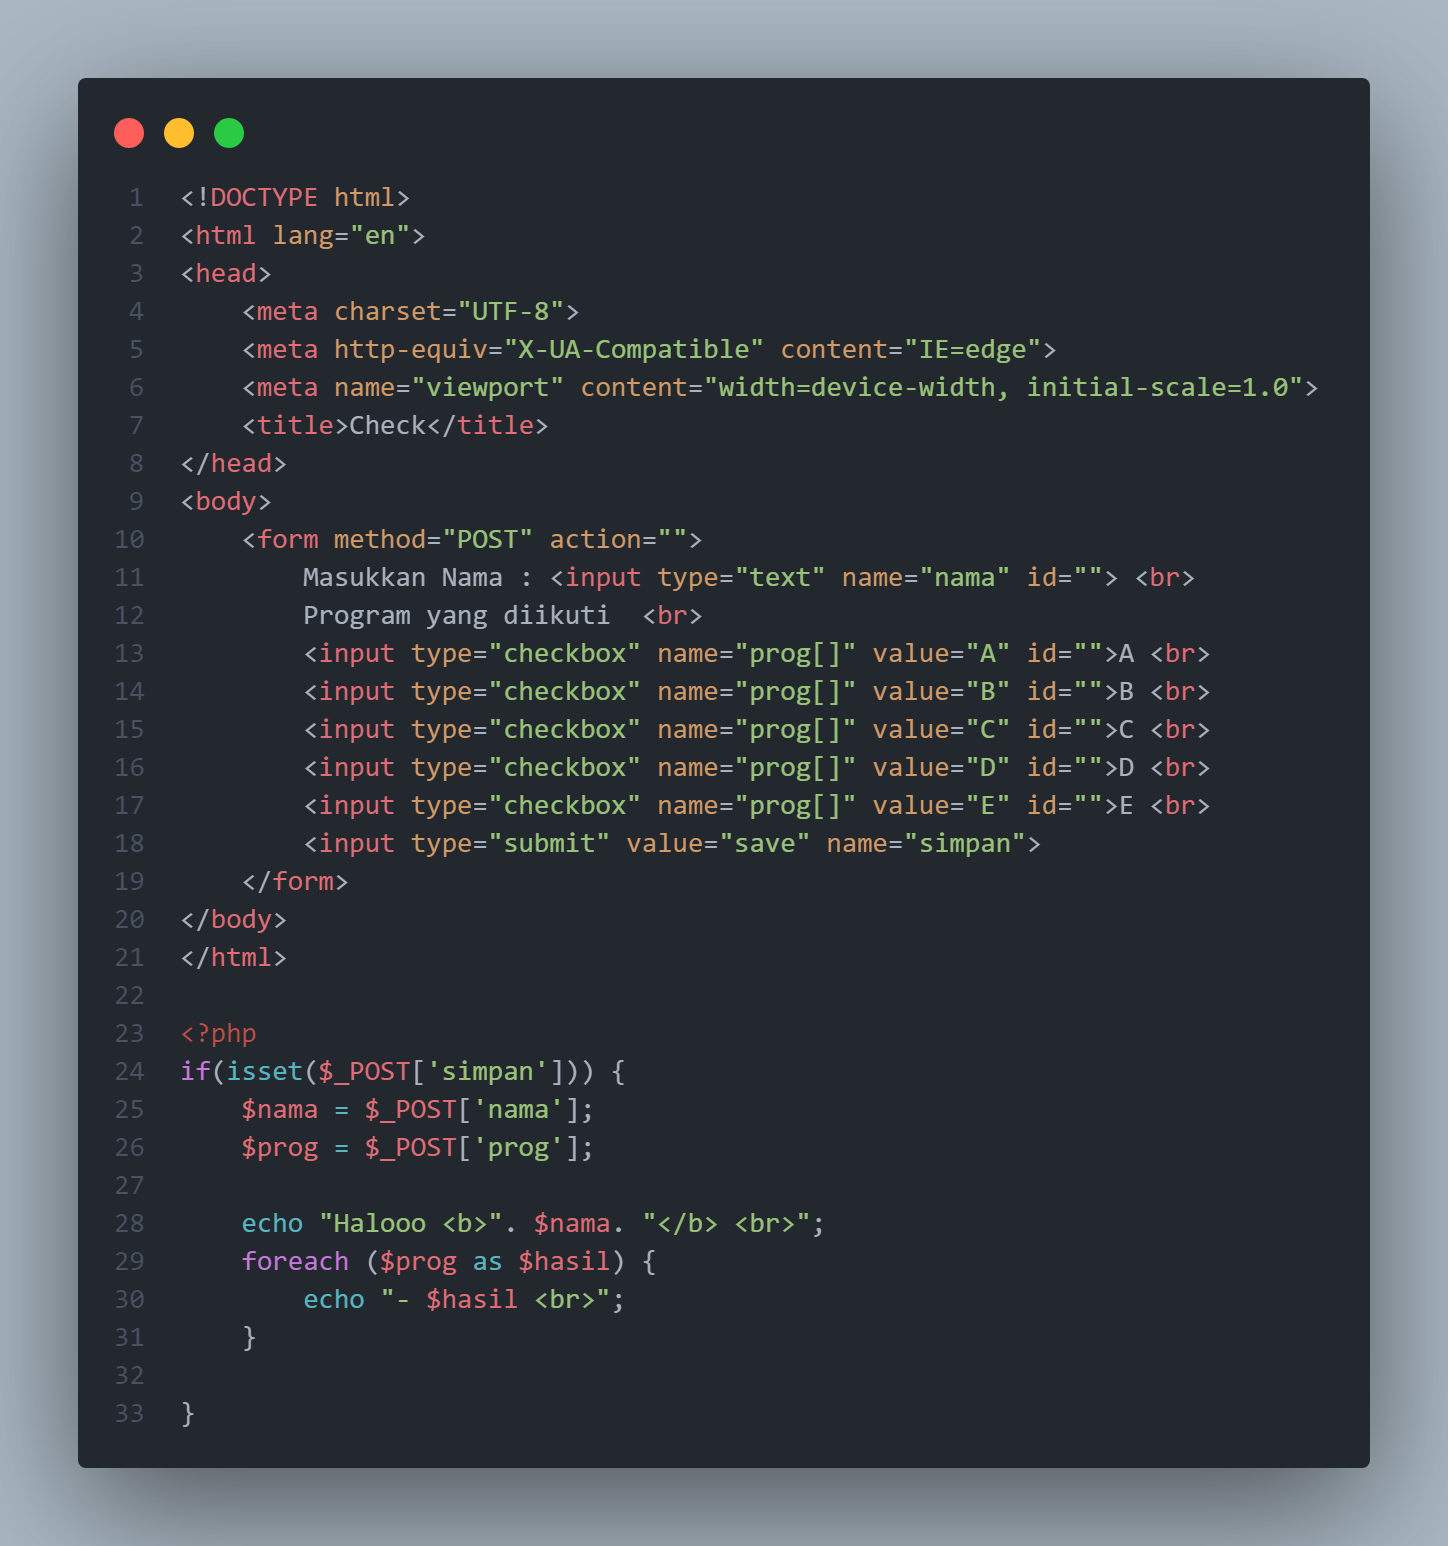 1 <!DOCTYPE html>
2 <html lang="en">
3 <head>
4     <meta charset="UTF-8">
5     <meta http-equiv="X-UA-Compatible" content="IE=edge">
6     <meta name="viewport" content="width=device-width, initial-scale=1.0">
7     <title>Check</title>
8 </head>
9 <body>
10     <form method="POST" action="">
11         Masukkan Nama : <input type="text" name="nama" id=""> <br>
12         Program yang diikuti  <br>
13         <input type="checkbox" name="prog[]" value="A" id="">A <br>
14         <input type="checkbox" name="prog[]" value="B" id="">B <br>
15         <input type="checkbox" name="prog[]" value="C" id="">C <br>
16         <input type="checkbox" name="prog[]" value="D" id="">D <br>
17         <input type="checkbox" name="prog[]" value="E" id="">E <br>
18         <input type="submit" value="save" name="simpan">
19     </form>
20 </body>
21 </html>
22
23 <?php
24 if(isset($_POST['simpan'])) {
25     $nama = $_POST['nama'];
26     $prog = $_POST['prog'];
27
28     echo "Halooo <b>". $nama. "</b> <br>";
29     foreach ($prog as $hasil) {
30         echo "- $hasil <br>";
31     }
32
33 }